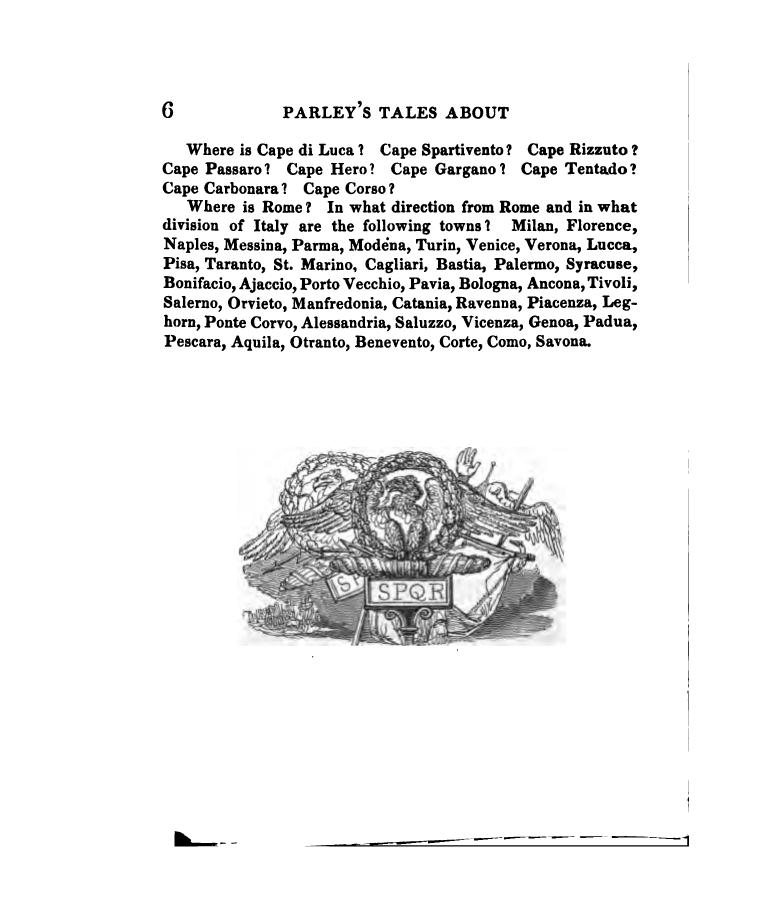 6 PARLEY'S TALES ABOUT
Where is Cape di Luca? Cape Spartivento? Cape Rizzuto?
Cape Passaro? Cape Hero? Cape Gargano? Cape Tentado?
Cape Carbonara? Cape Corso?
Where is Rome? In what direction from Rome and in what
division of Italy are the following towns? Milan, Florence,
Naples, Messina, Parma, Modena, Turin, Venice, Verona, Lucca,
Pisa, Taranto, St. Marino, Cagliari, Bastia, Palermo, Syracuse,
Bonifacio, Ajaccio, Porto Vecchio, Pavia, Bologna, Ancona, Tivoli,
Salerno, Orvieto, Manfredonia, Catania, Ravenna, Piacenza, Leg-
horn, Ponte Corvo, Alessandria, Saluzzo, Vicenza, Genoa, Padua,
Pescara, Aquila, Otranto, Benevento, Corte, Como, Savona.
SP
SPQR